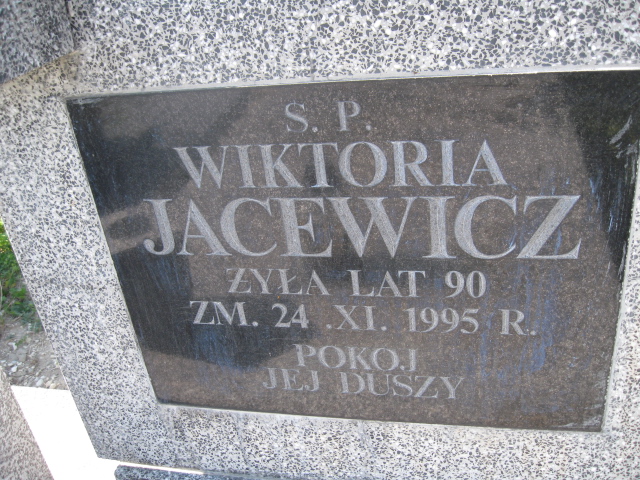 S. P.
WIKTORIA
JACEWICZ
ŻYŁA LAT 90
ZM. 24 .XI. 1995 R.
POKOJ
JEJ DUSZY